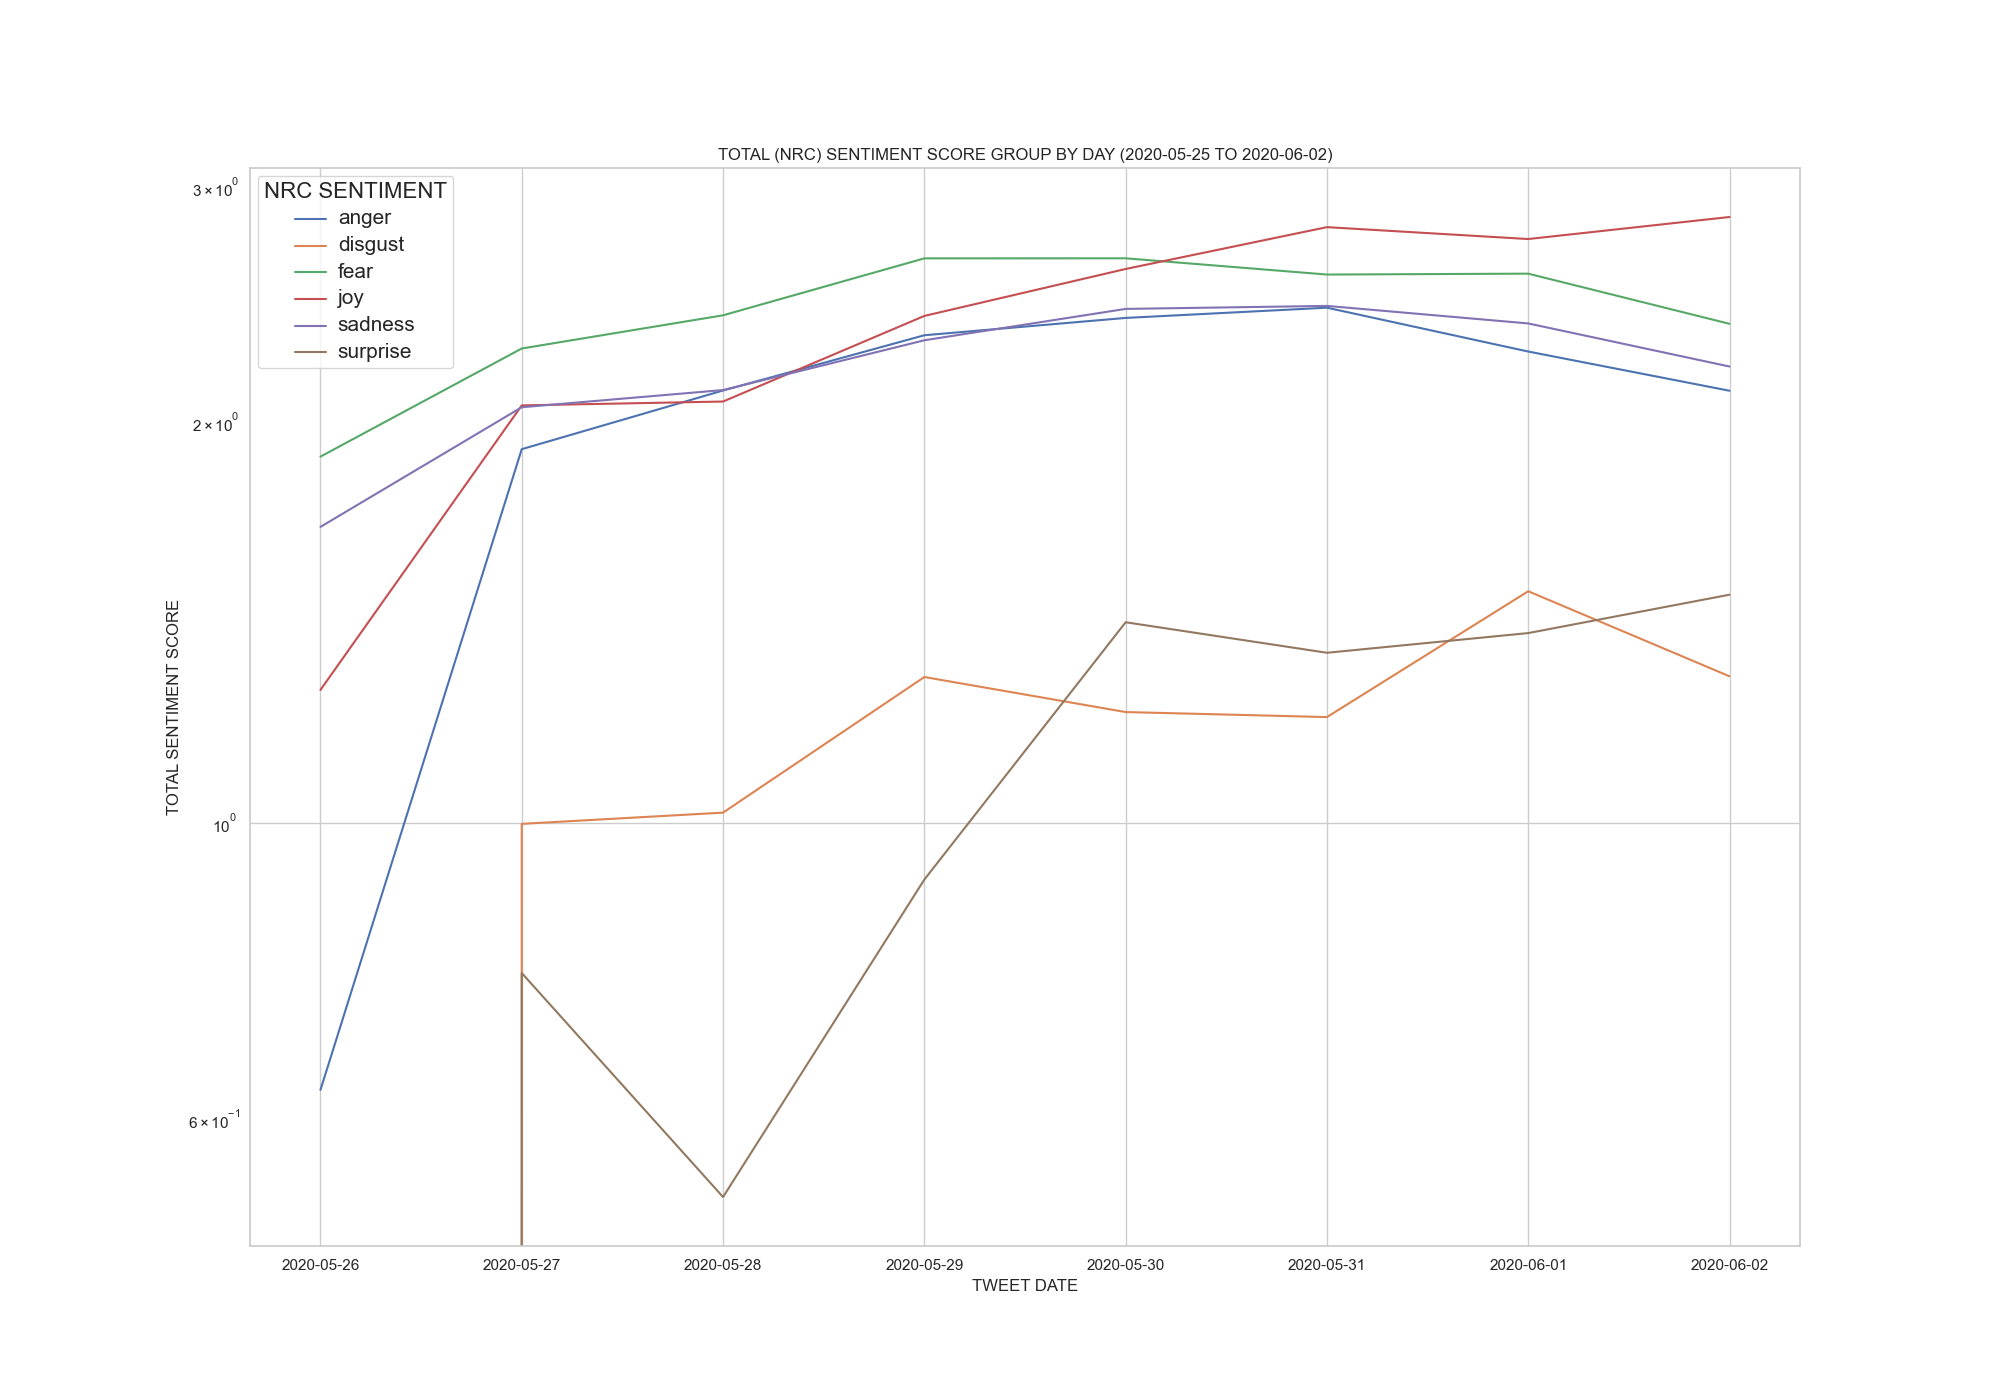 TOTAL (NRC) SENTIMENT SCORE GROUP BY DAY (2020-05-25 TO 2020-06-02)
NRC SENTIMENT
anger
disgust
fear
joy
sadness
surprise
3 × 10⁰
2 × 10⁰
10⁰
6 × 10⁻¹
TOTAL SENTIMENT SCORE
2020-05-26 2020-05-27 2020-05-28 2020-05-29 2020-05-30 2020-05-31 2020-06-01 2020-06-02
TWEET DATE